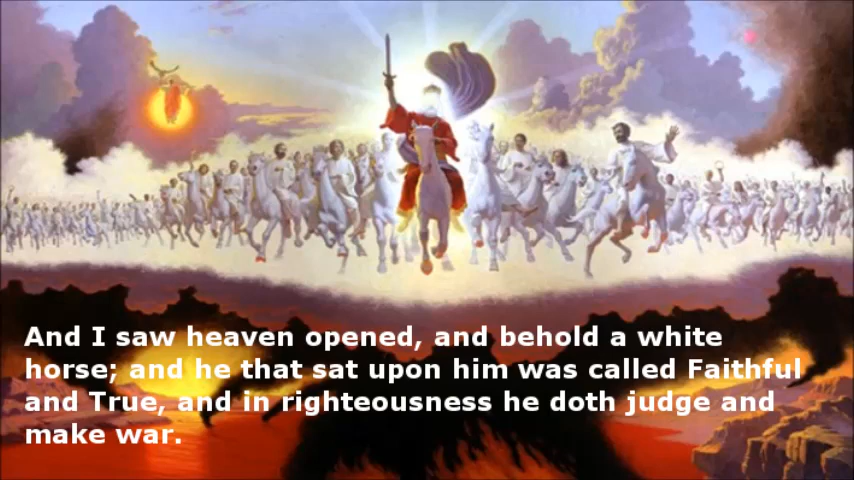 And I saw heaven opened, and behold a white
horse; and he that sat upon him was called Faithful
and True, and in righteousness he doth judge and
make war.